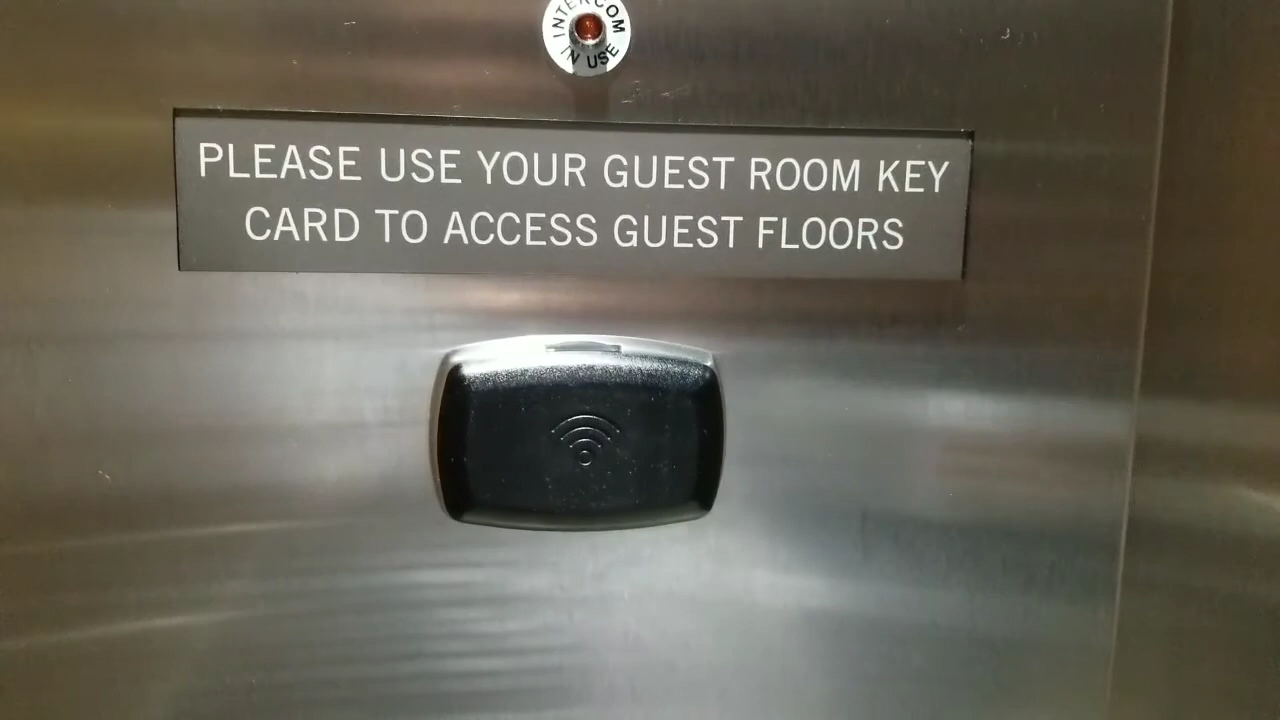 INTERCOM
IN USE
PLEASE USE YOUR GUEST ROOM KEY
CARD TO ACCESS GUEST FLOORS